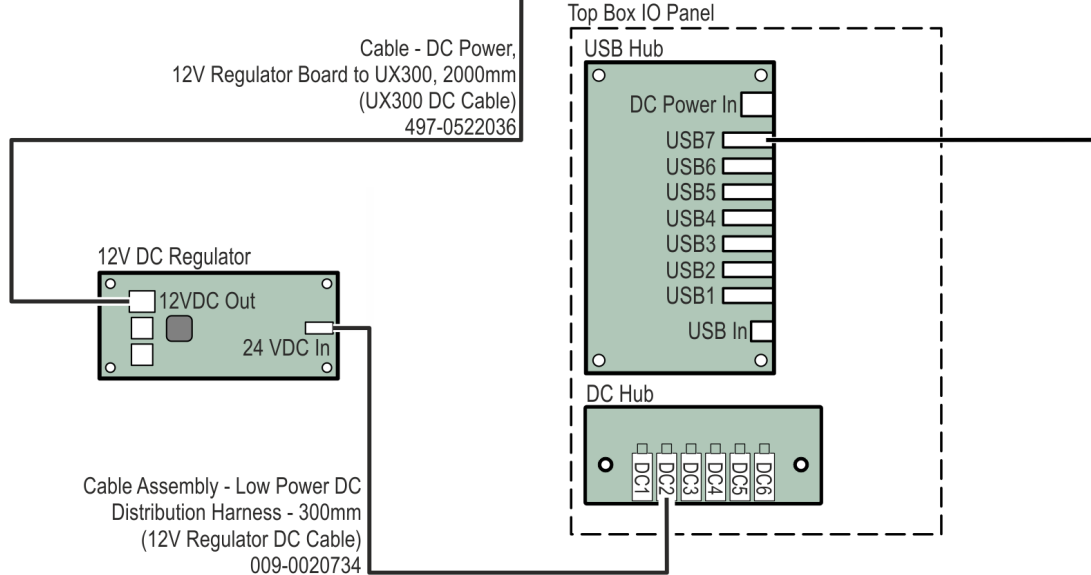 Top Box IO Panel
USB Hub
Cable - DC Power,
12V Regulator Board to UX300, 2000mm
(UX300 DC Cable)
497-0522036
DC Power In
USB7
USB6
USB5
USB4
USB3
USB2
USB1
USB In
12V DC Regulator
12VDC Out
24 VDC In
DC Hub
DC1
DC2
DC3
DC4
DC5
DC6
Cable Assembly - Low Power DC
Distribution Harness - 300mm
(12V Regulator DC Cable)
009-0020734